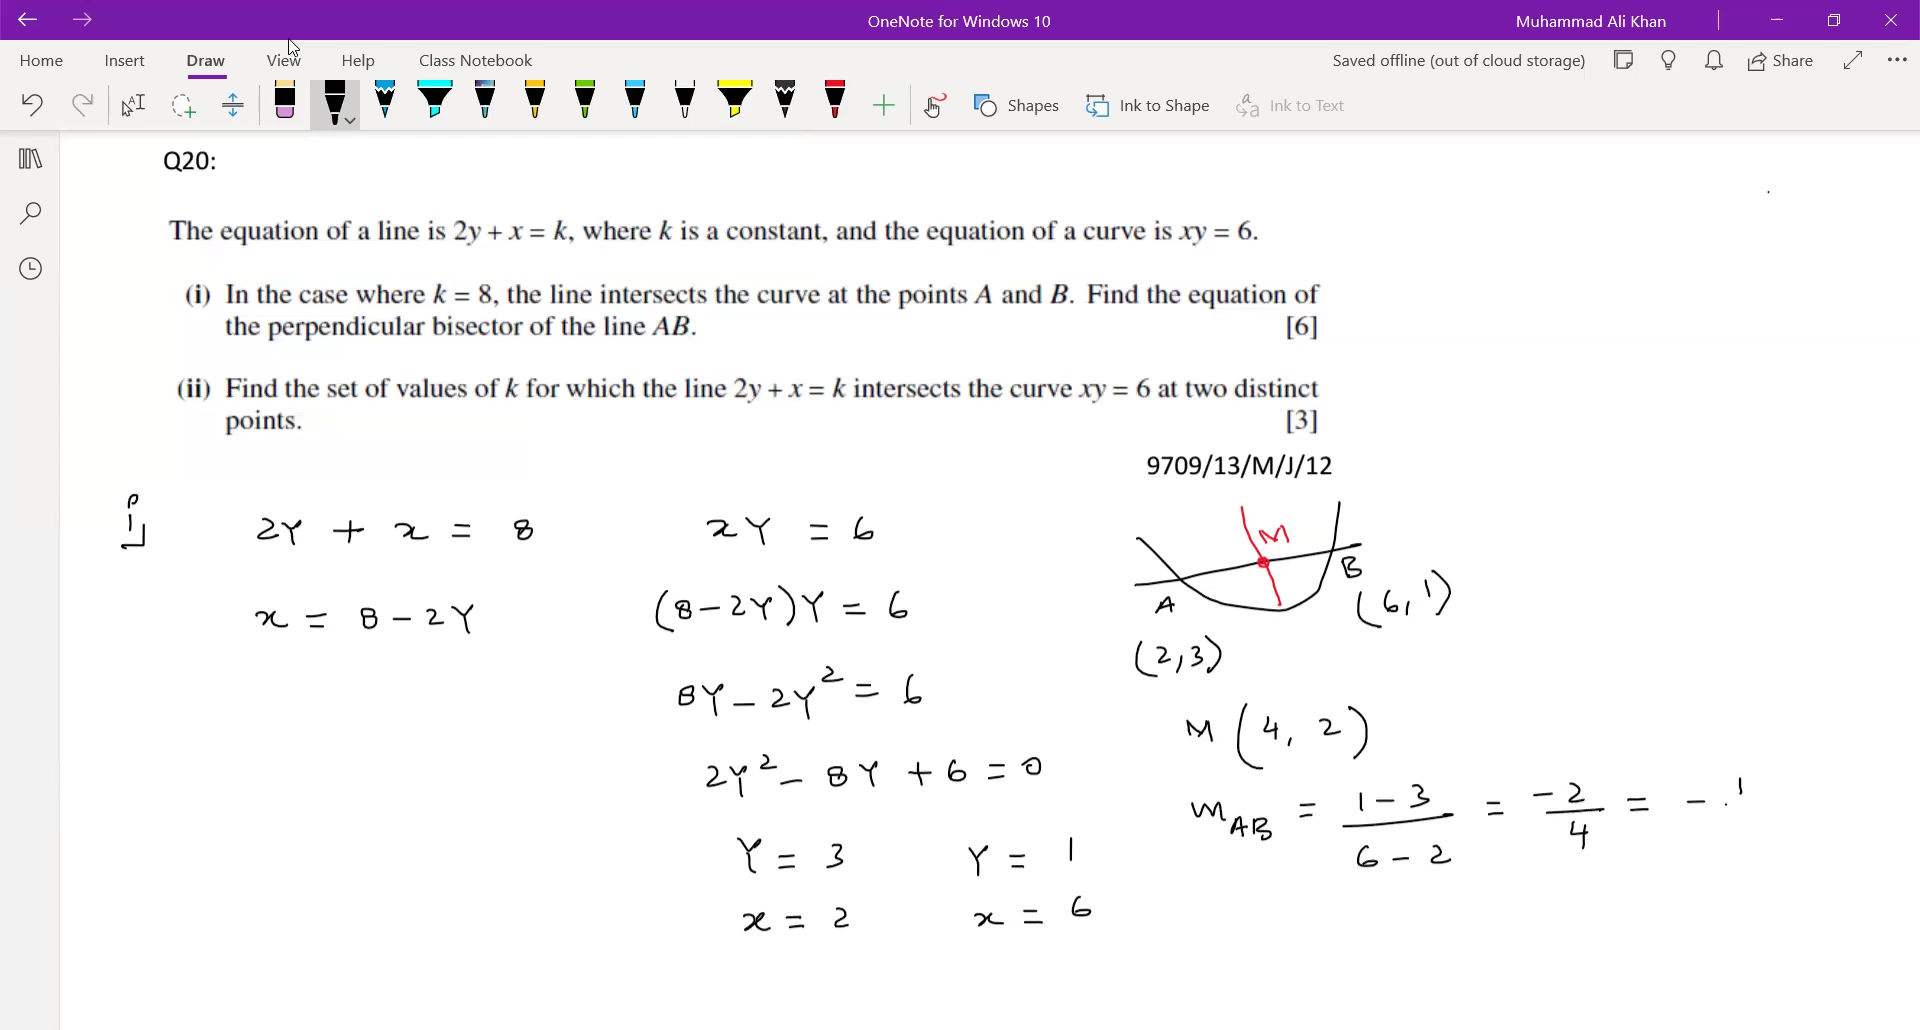 OneNote for Windows 10
Muhammad Ali Khan
Home Insert Draw View Help Class Notebook
Saved offline (out of cloud storage) Share
Shapes Ink to Shape Ink to Text
Q20:
The equation of a line is 2y + x = k, where k is a constant, and the equation of a curve is xy = 6.
(i) In the case where k = 8, the line intersects the curve at the points A and B. Find the equation of
the perpendicular bisector of the line AB. [6]
(ii) Find the set of values of k for which the line 2y + x = k intersects the curve xy = 6 at two distinct
points. [3]
9709/13/M/J/12
i
2Y + x = 8
x = 8 - 2Y
xY = 6
(8 - 2Y)Y = 6
8Y - 2Y² = 6
2Y² - 8Y + 6 = 0
Y = 3 Y = 1
x = 2 x = 6
M
A
B
(6, 1)
(2, 3)
M (4, 2)
m_AB = (1 - 3)/(6 - 2) = -2/4 = - 1